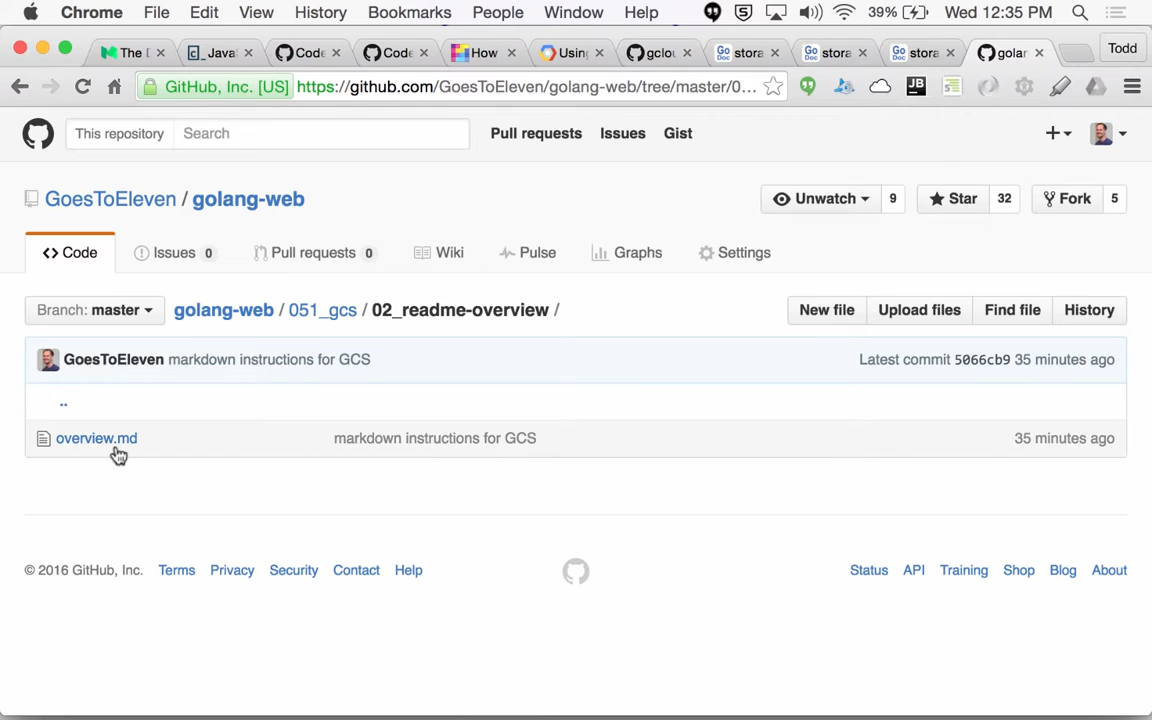 Chrome File Edit View History Bookmarks People Window Help 39% Wed 12:35 PM
The Java Code Code How Using gclou stora stora stora golan Todd
GitHub, Inc. [US] https://github.com/GoesToEleven/golang-web/tree/master/0...
This repository Search Pull requests Issues Gist
GoesToEleven / golang-web Unwatch 9 Star 32 Fork 5
Code Issues 0 Pull requests 0 Wiki Pulse Graphs Settings
Branch: master golang-web / 051_gcs / 02_readme-overview / New file Upload files Find file History
GoesToEleven markdown instructions for GCS Latest commit 5066cb9 35 minutes ago
..
overview.md markdown instructions for GCS 35 minutes ago
© 2016 GitHub, Inc. Terms Privacy Security Contact Help Status API Training Shop Blog About